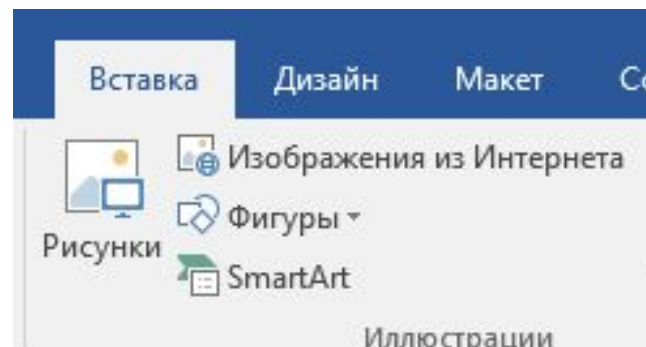 Вставка Дизайн Макет
Изображения из Интернета
Фигуры
Рисунки
SmartArt
Иллюстрации